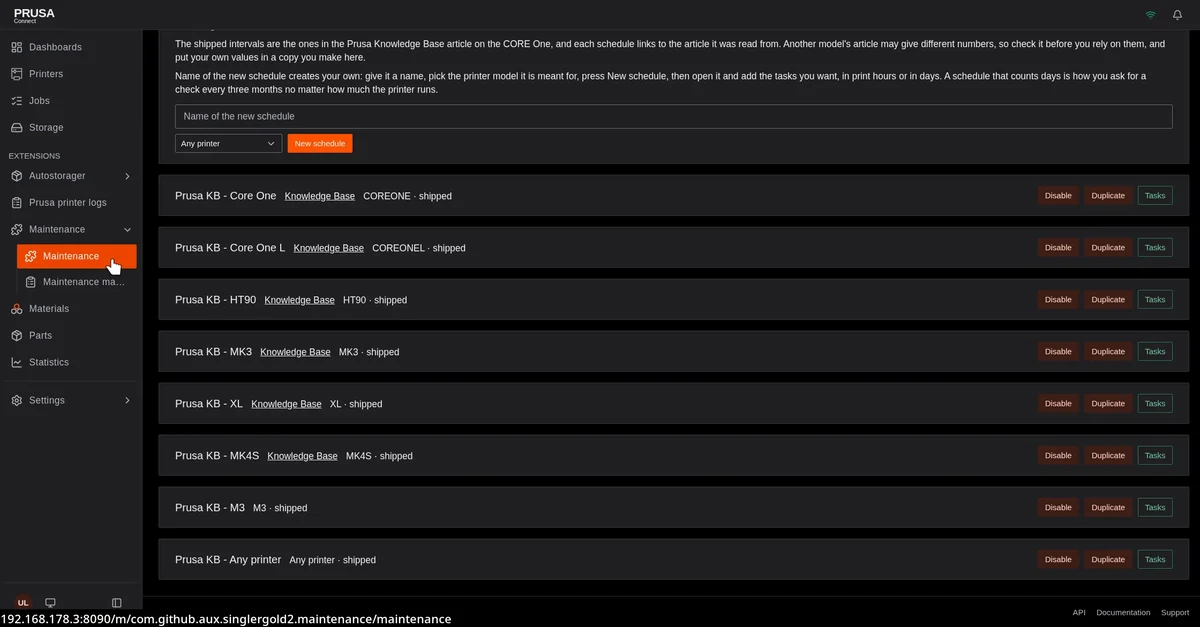 PRUSA
Connect
Dashboards
Printers
Jobs
Storage
EXTENSIONS
Autostorager
Prusa printer logs
Maintenance
Maintenance
Maintenance ma...
Materials
Parts
Statistics
Settings
UL
The shipped intervals are the ones in the Prusa Knowledge Base article on the CORE One, and each schedule links to the article it was read from. Another model's article may give different numbers, so check it before you rely on them, and
put your own values in a copy you make here.
Name of the new schedule creates your own: give it a name, pick the printer model it is meant for, press New schedule, then open it and add the tasks you want, in print hours or in days. A schedule that counts days is how you ask for a
check every three months no matter how much the printer runs.
Name of the new schedule
Any printer New schedule
Prusa KB - Core One Knowledge Base COREONE · shipped Disable Duplicate Tasks
Prusa KB - Core One L Knowledge Base COREONEL · shipped Disable Duplicate Tasks
Prusa KB - HT90 Knowledge Base HT90 · shipped Disable Duplicate Tasks
Prusa KB - MK3 Knowledge Base MK3 · shipped Disable Duplicate Tasks
Prusa KB - XL Knowledge Base XL · shipped Disable Duplicate Tasks
Prusa KB - MK4S Knowledge Base MK4S · shipped Disable Duplicate Tasks
Prusa KB - M3 M3 · shipped Disable Duplicate Tasks
Prusa KB - Any printer Any printer · shipped Disable Duplicate Tasks
API Documentation Support
192.168.178.3:8090/m/com.github.aux.singlergold2.maintenance/maintenance